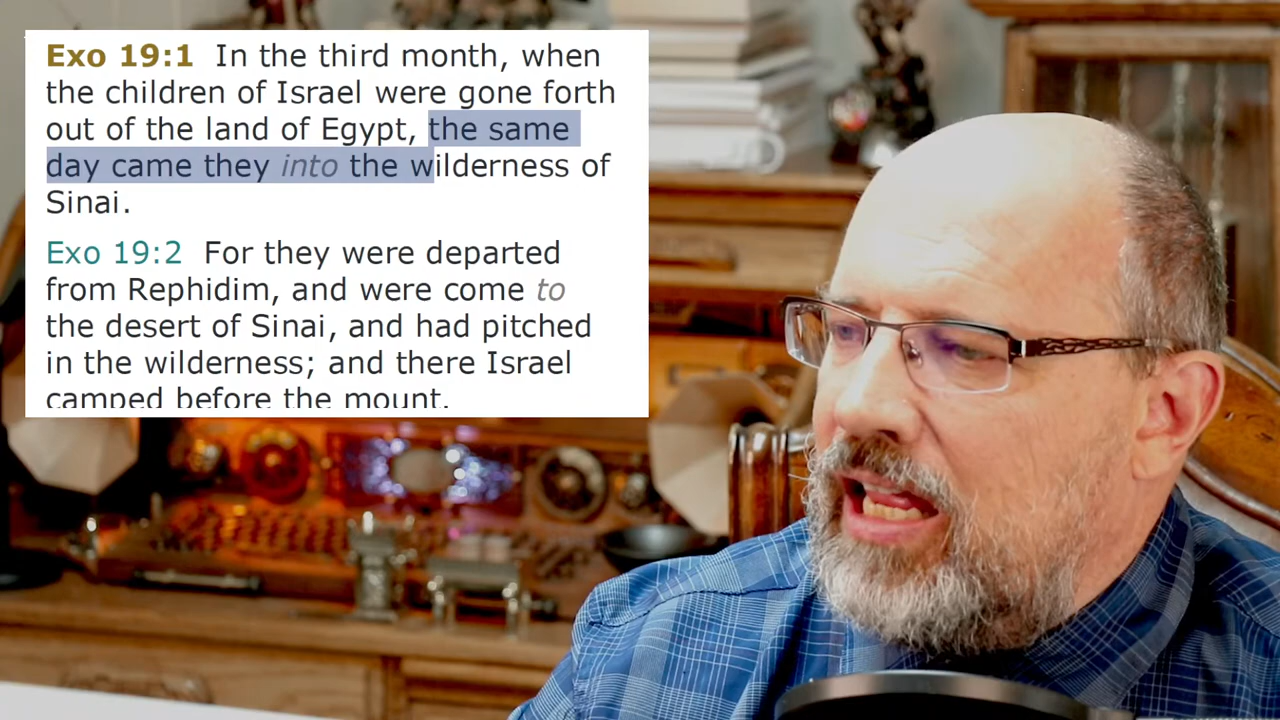 Exo 19:1 In the third month, when
the children of Israel were gone forth
out of the land of Egypt, the same
day came they into the wilderness of
Sinai.
Exo 19:2 For they were departed
from Rephidim, and were come to
the desert of Sinai, and had pitched
in the wilderness; and there Israel
camped before the mount.